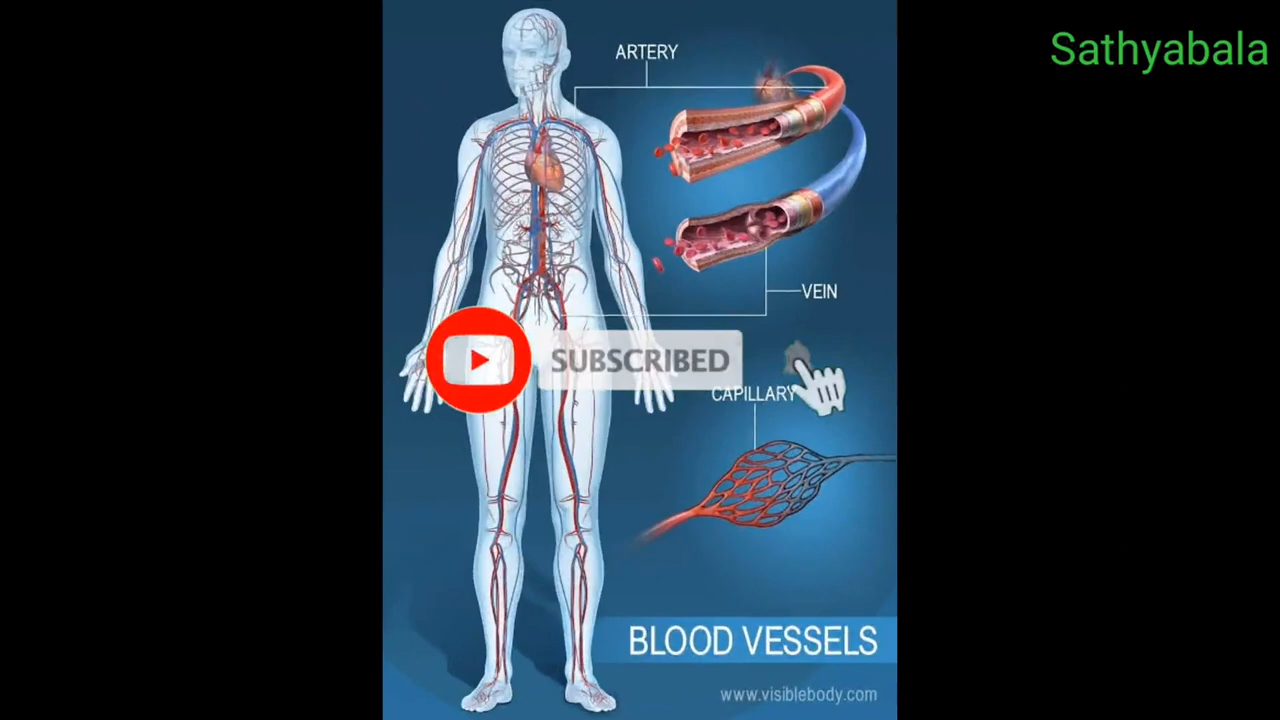 Sathyabala
ARTERY
VEIN
SUBSCRIBED
CAPILLARY
BLOOD VESSELS
www.visiblebody.com